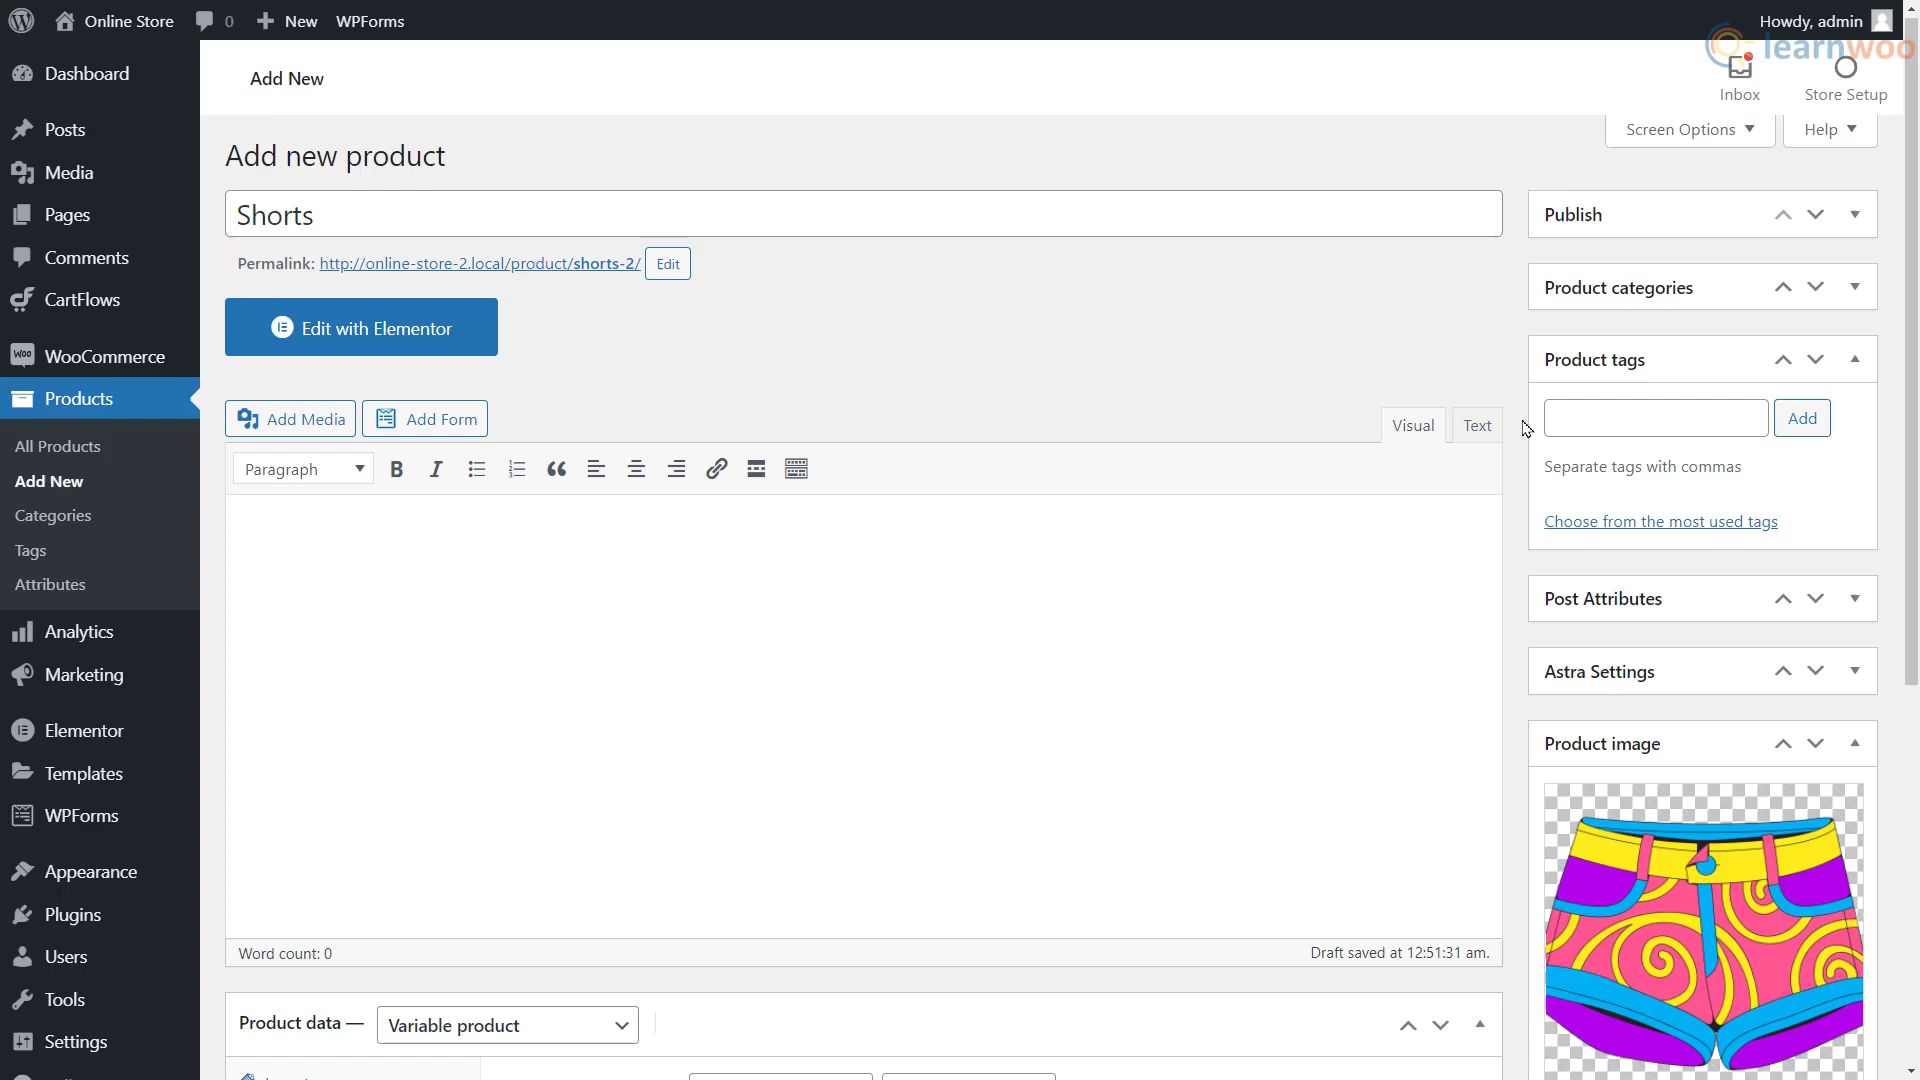 Online Store
0
New
WPForms
Howdy, admin
learnwoo
Add New
Inbox
Store Setup
Screen Options
Help
Dashboard
Posts
Media
Pages
Comments
CartFlows
WooCommerce
Products
All Products
Add New
Categories
Tags
Attributes
Analytics
Marketing
Elementor
Templates
WPForms
Appearance
Plugins
Users
Tools
Settings
Add new product
Shorts
Permalink: http://online-store-2.local/product/shorts-2/ Edit
Edit with Elementor
Add Media
Add Form
Visual
Text
Paragraph
B I
Word count: 0
Draft saved at 12:51:31 am.
Product data —
Variable product
Publish
Product categories
Product tags
Add
Separate tags with commas
Choose from the most used tags
Post Attributes
Astra Settings
Product image